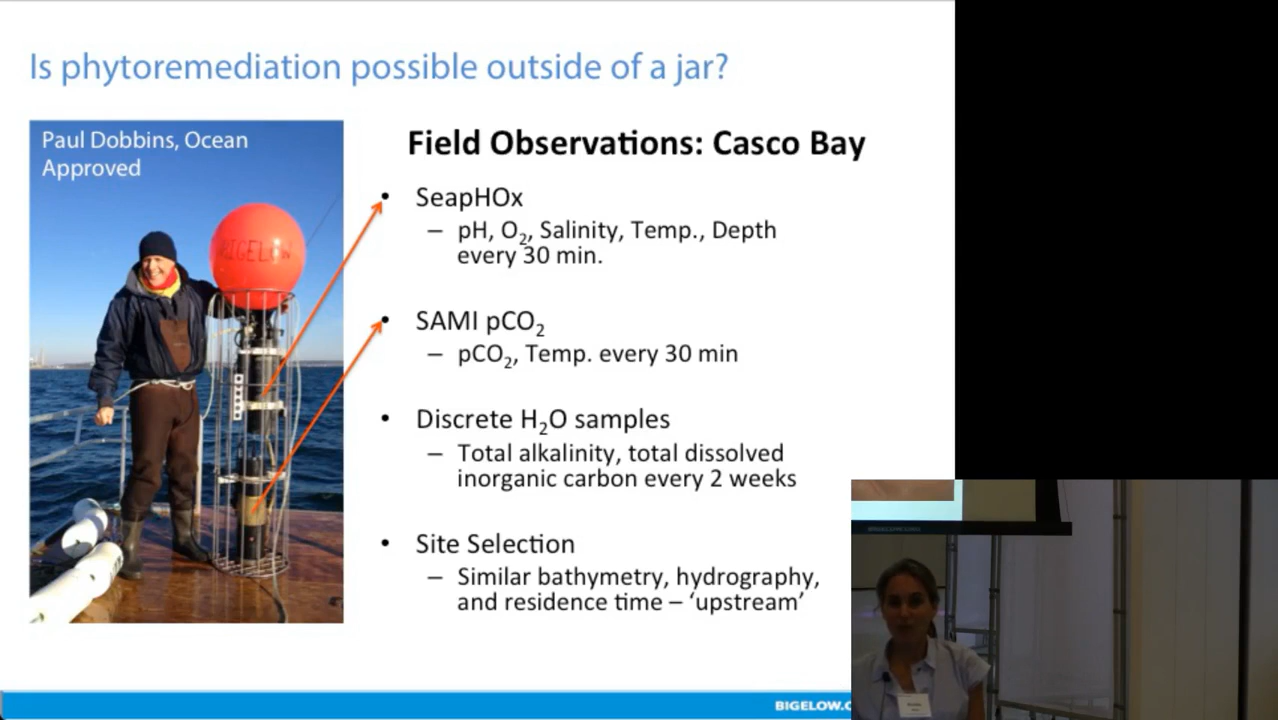 Is phytoremediation possible outside of a jar?
Paul Dobbins, Ocean
Approved
BIGELOW
Field Observations: Casco Bay
• SeapHOx
– pH, O₂, Salinity, Temp., Depth
every 30 min.
• SAMI pCO₂
– pCO₂, Temp. every 30 min
• Discrete H₂O samples
– Total alkalinity, total dissolved
inorganic carbon every 2 weeks
• Site Selection
– Similar bathymetry, hydrography,
and residence time – ‘upstream’